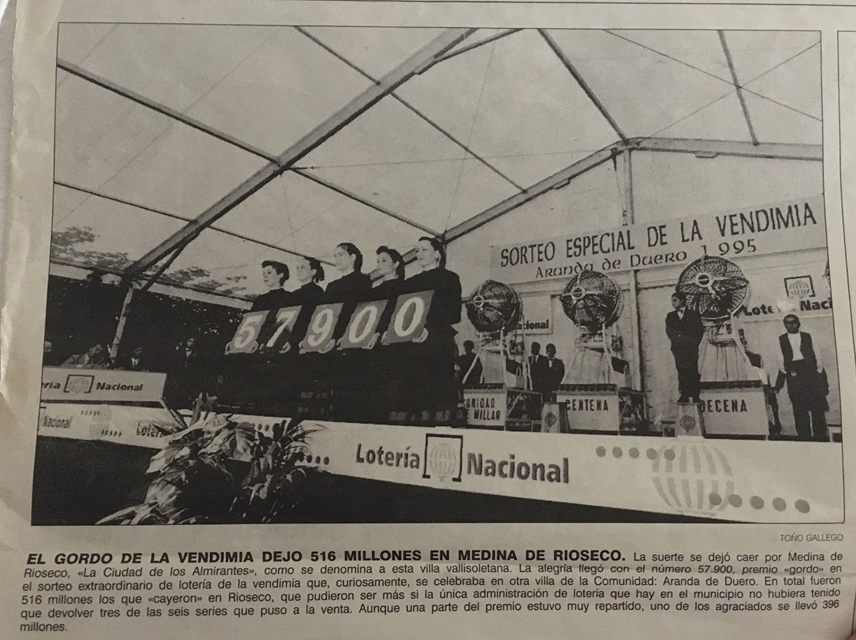 SORTEO ESPECIAL DE LA VENDIMIA
ARANDA DE DUERO 1.995
Lotería Naci
cional
57900
UNIDAD
DE MILLAR
CENTENA
DECENA
ría Nacional
Nacional
Loter
Lotería Nacional
TOÑO GALLEGO
EL GORDO DE LA VENDIMIA DEJO 516 MILLONES EN MEDINA DE RIOSECO. La suerte se dejó caer por Medina de
Rioseco, «La Ciudad de los Almirantes», como se denomina a esta villa vallisoletana. La alegría llegó con el número 57.900, premio «gordo» en
el sorteo extraordinario de lotería de la vendimía que, curiosamente, se celebraba en otra villa de la Comunidad: Aranda de Duero. En total fueron
516 millones los que «cayeron» en Rioseco, que pudieron ser más si la única administración de lotería que hay en el municipio no hubiera tenido
que devolver tres de las seis series que puso a la venta. Aunque una parte del premio estuvo muy repartido, uno de los agraciados se llevó 396
millones.